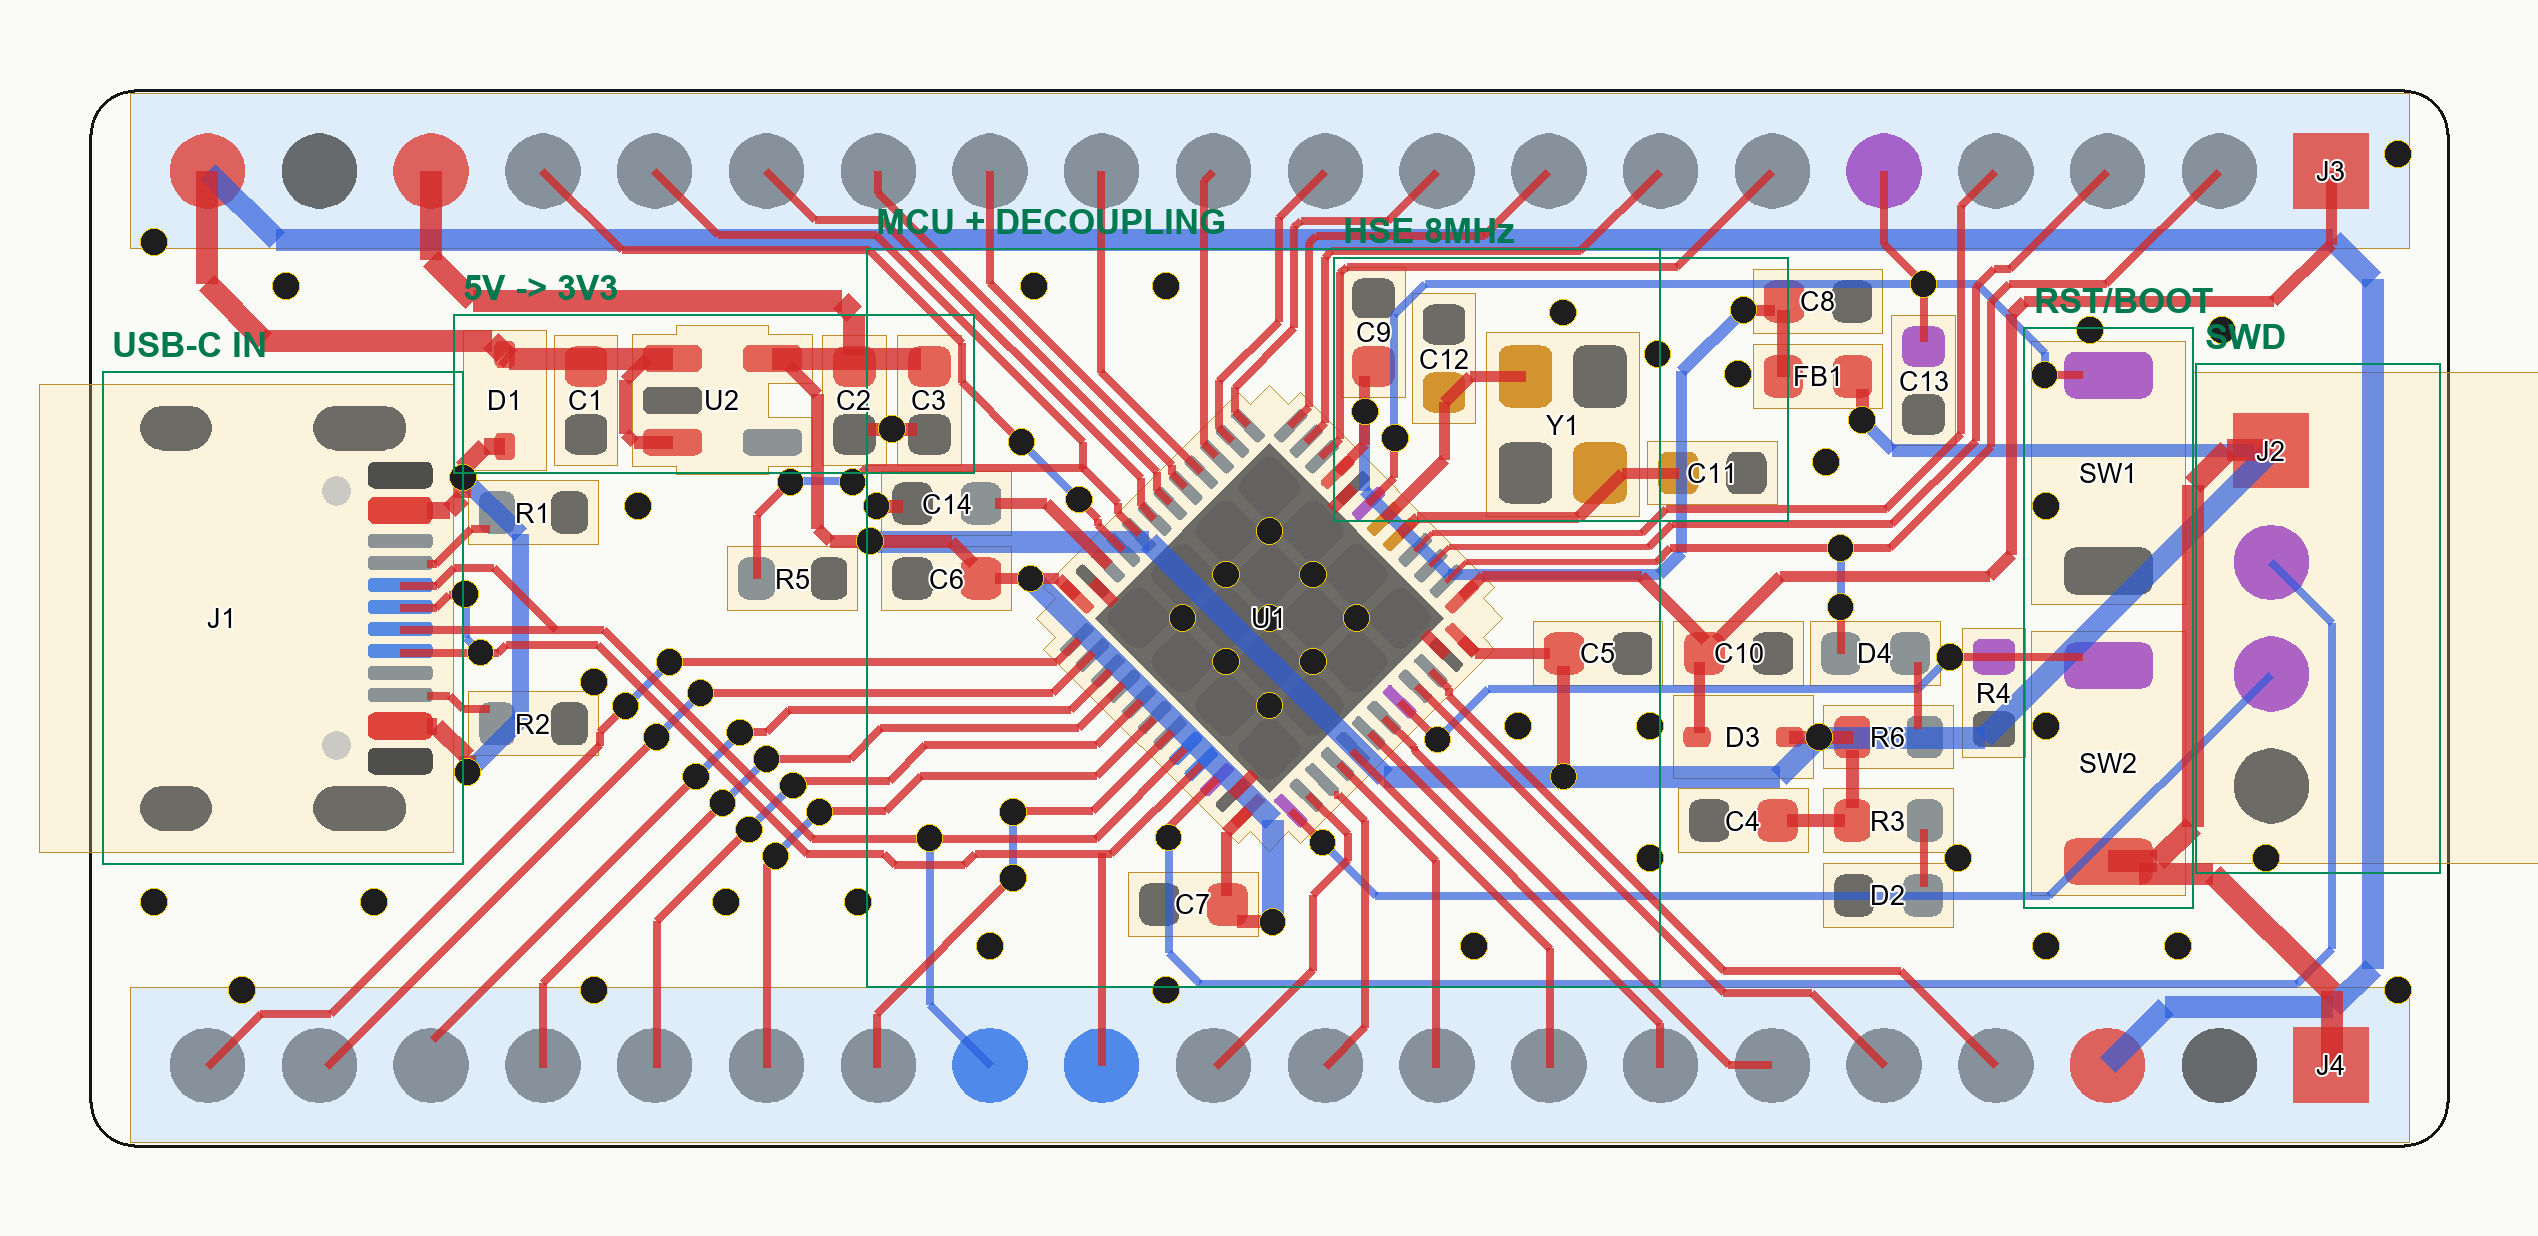 J3
MCU + DECOUPLING
HSE 8MHz
5V -> 3V3
RST/BOOT
SWD
USB-C IN
C8
C9
C12
FB1
C13
D1
C1
U2
C2
C3
Y1
J2
C11
SW1
C14
R1
R5
C6
J1
U1
C5
C10
D4
R4
R2
D3
R6
SW2
C4
R3
C7
D2
J4